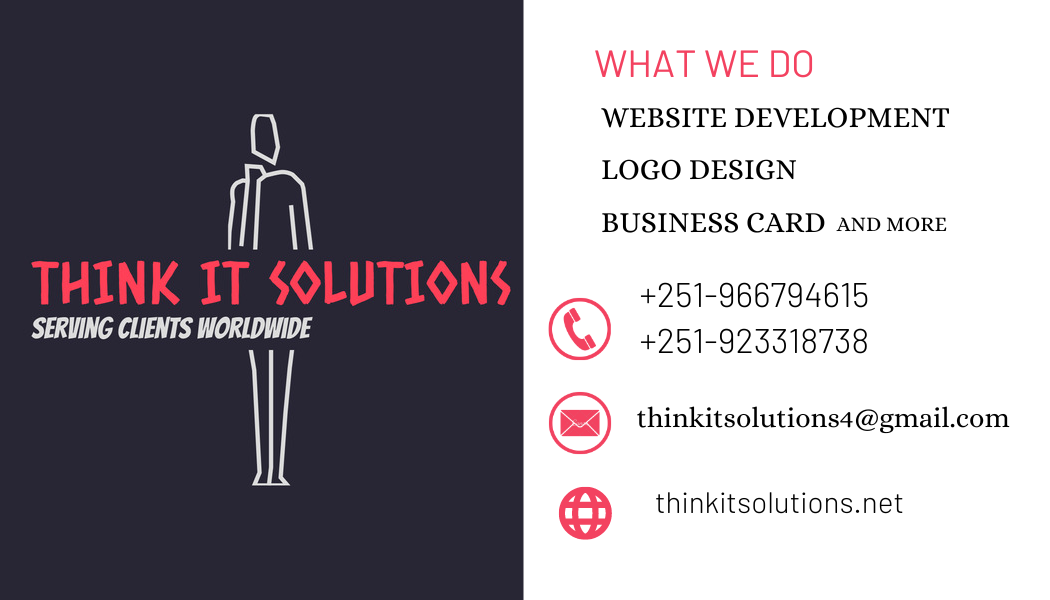 THINK IT SOLUTIONS
SERVING CLIENTS WORLDWIDE
WHAT WE DO
WEBSITE DEVELOPMENT
LOGO DESIGN
BUSINESS CARD AND MORE
+251-966794615
+251-923318738
thinkitsolutions4@gmail.com
thinkitsolutions.net